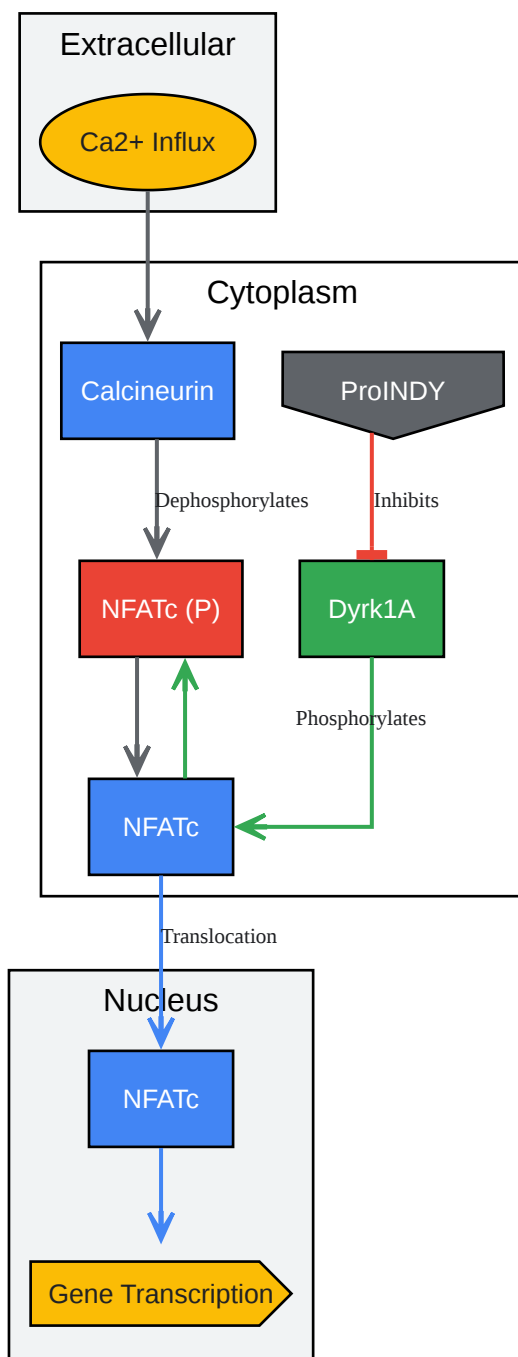 Extracellular
Ca2+ Influx
Cytoplasm
Calcineurin
ProINDY
Dephosphorylates
Inhibits
NFATc (P)
Dyrk1A
Phosphorylates
NFATc
Translocation
Nucleus
NFATc
Gene Transcription